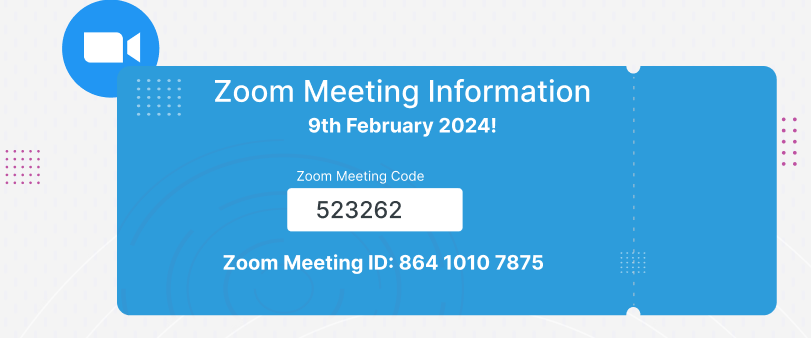 Zoom Meeting Information
9th February 2024!
Zoom Meeting Code
523262
Zoom Meeting ID: 864 1010 7875